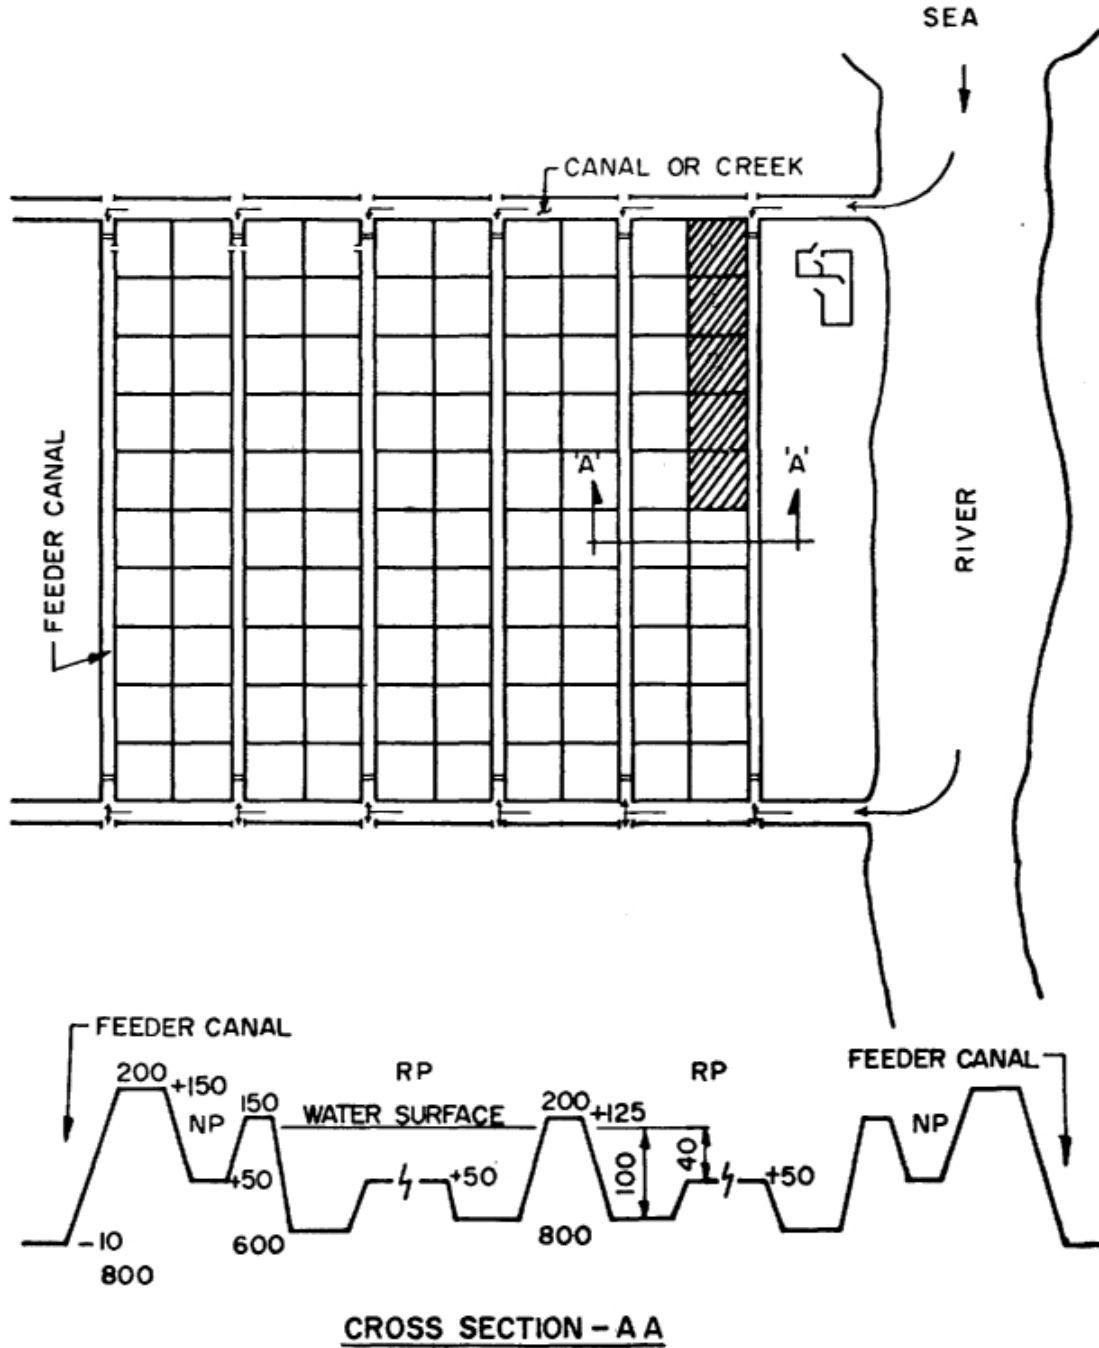 SEA
CANAL OR CREEK
FEEDER CANAL
'A' 'A'
RIVER
FEEDER CANAL
FEEDER CANAL
RP RP
200 +150
NP 150
WATER SURFACE
200 +125
NP
+50
+50
100
40
+50
-10
800
600
800
CROSS SECTION - A A